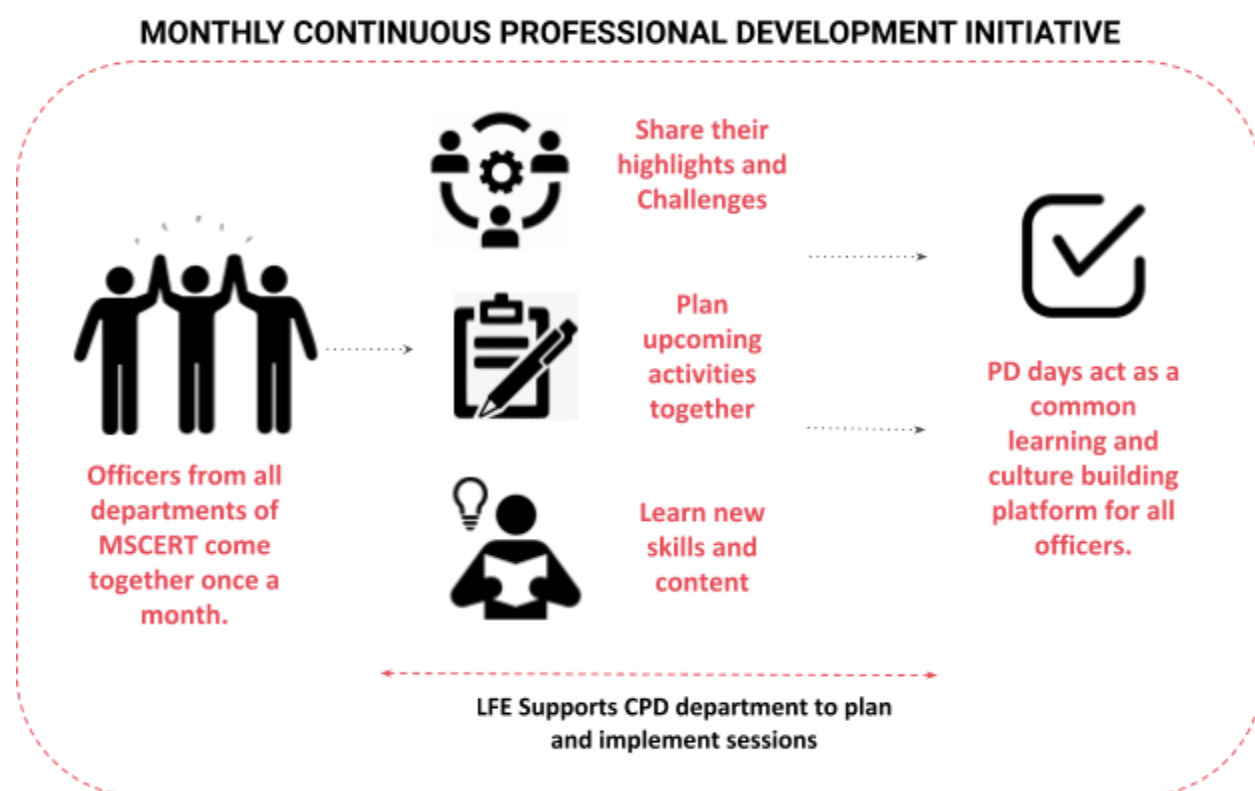 MONTHLY CONTINUOUS PROFESSIONAL DEVELOPMENT INITIATIVE
Officers from all
departments of
MSCERT come
together once a
month.
Share their
highlights and
Challenges
Plan
upcoming
activities
together
Learn new
skills and
content
PD days act as a
common
learning and
culture building
platform for all
officers.
LFE Supports CPD department to plan
and implement sessions